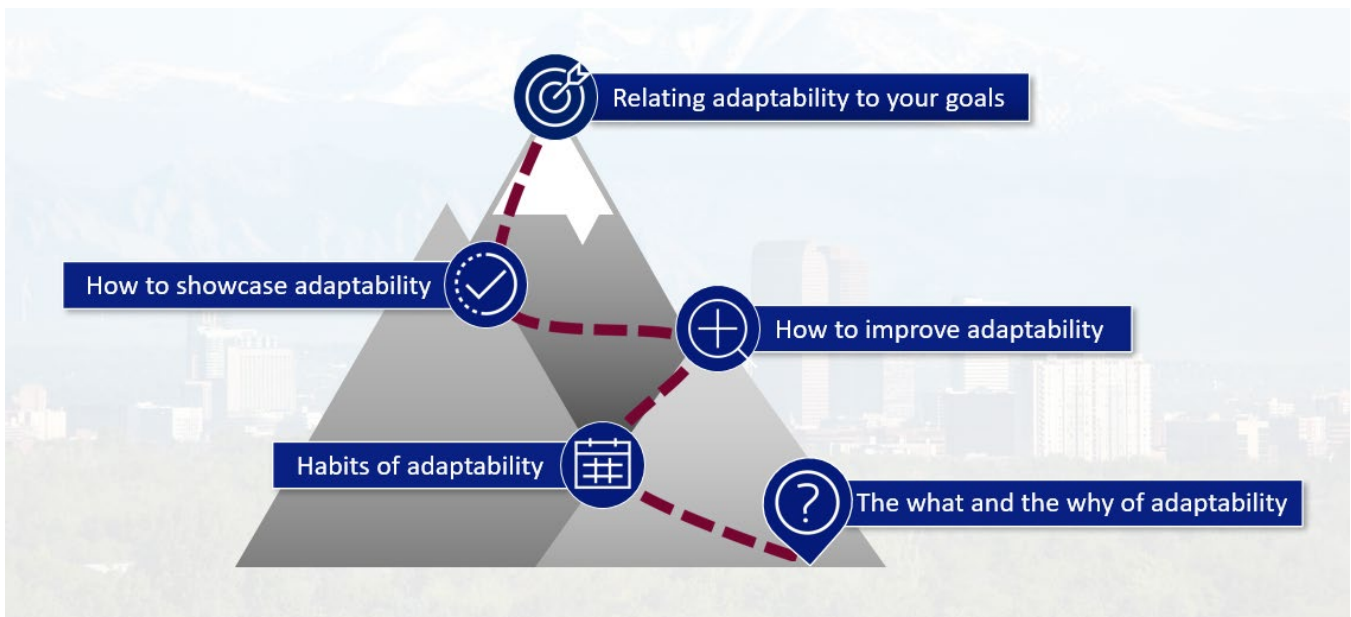 Relating adaptability to your goals
How to showcase adaptability
How to improve adaptability
Habits of adaptability
The what and the why of adaptability